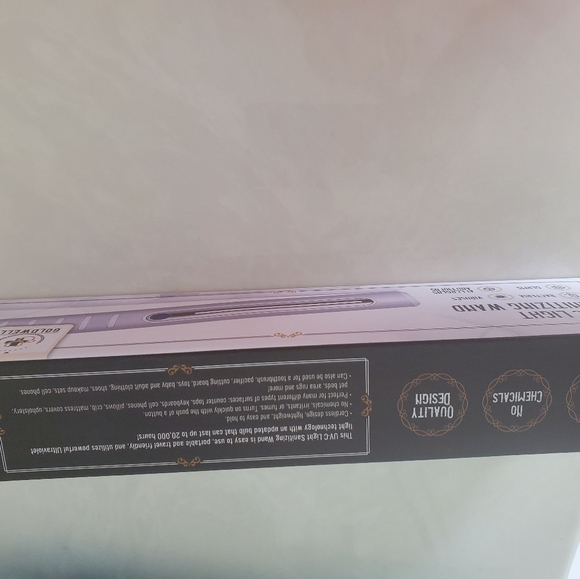 This UV-C Light Sanitizing Wand is easy to use, travel friendly and portable, and utilizes powerful Ultraviolet
light technology with an updated bulb that can last up to 20,000 hours!
• Cordless design, lightweight, and easy to hold.
• No chemicals, irritants, fumes. Turns on quickly with the push of a button.
• Perfect for many different types of surfaces: counter tops, keyboards, cell phones, pillows, crib, mattress covers, upholstery,
pet beds, area rugs and more!
• Can also be used for a toothbrush, pacifier, cutting board, toys, baby and adult clothing, shoes, makeup sets, cell phones
QUALITY
DESIGN
NO
CHEMICALS
LIGHT
WAND
BACTERIA
VIRUSES
GERMS
GOLDWELL